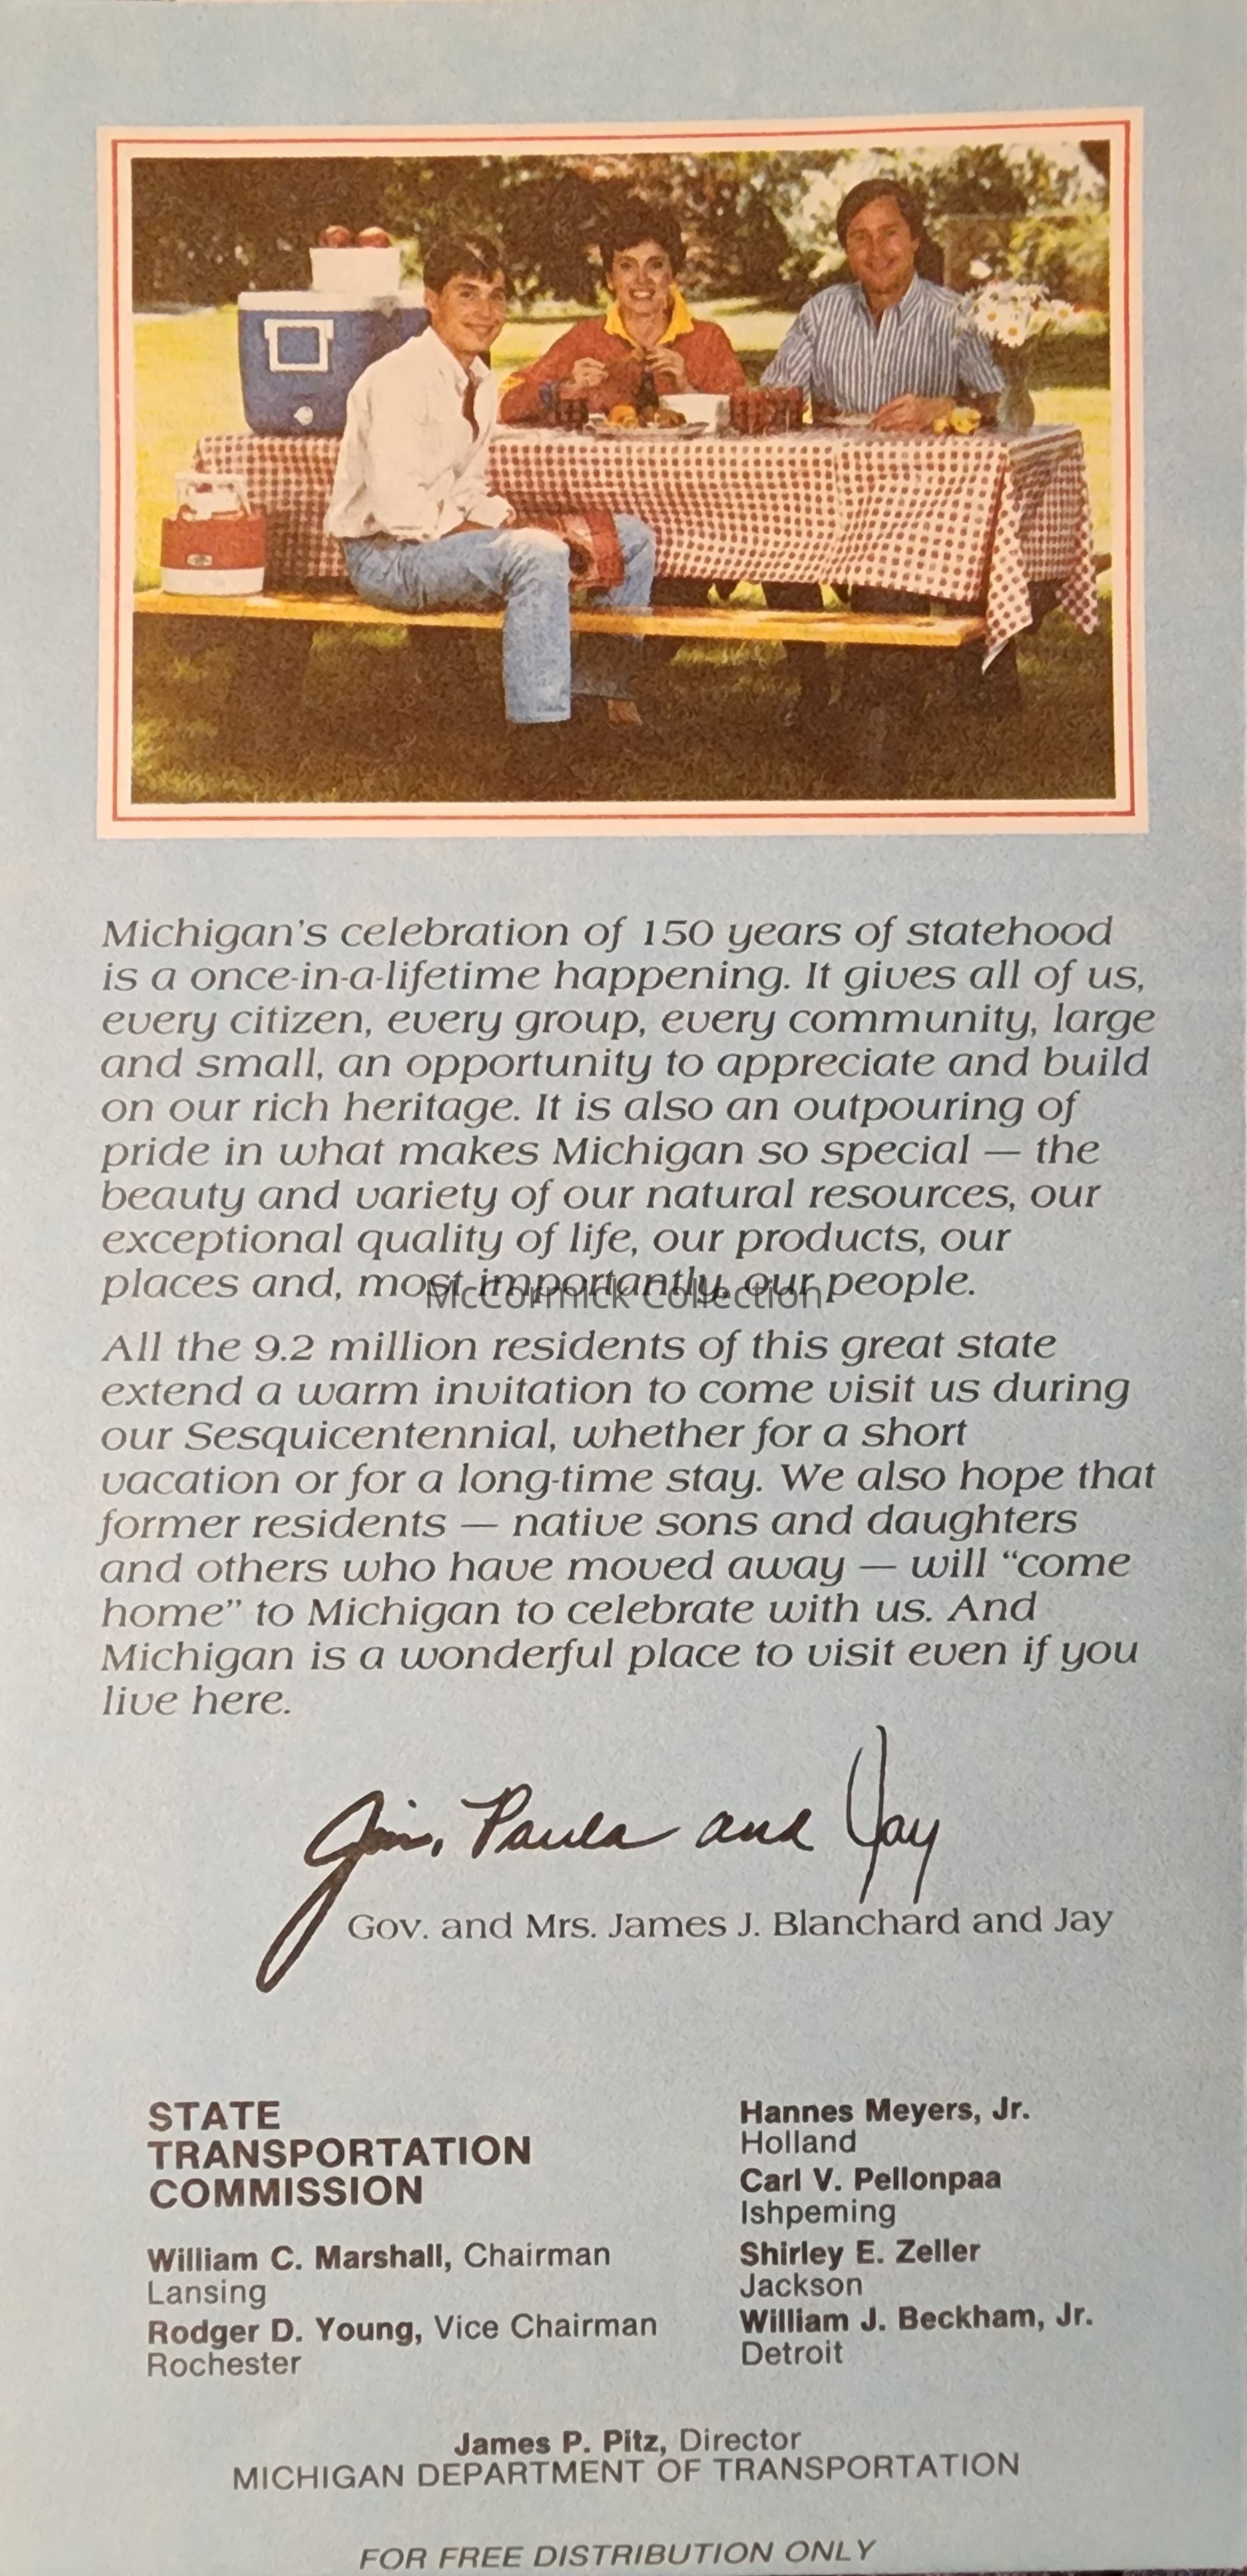 Michigan's celebration of 150 years of statehood
is a once-in-a-lifetime happening. It gives all of us,
every citizen, every group, every community, large
and small, an opportunity to appreciate and build
on our rich heritage. It is also an outpouring of
pride in what makes Michigan so special — the
beauty and variety of our natural resources, our
exceptional quality of life, our products, our
places and, most importantly, our people.
McCormick Collection
All the 9.2 million residents of this great state
extend a warm invitation to come visit us during
our Sesquicentennial, whether for a short
vacation or for a long-time stay. We also hope that
former residents — native sons and daughters
and others who have moved away — will “come
home” to Michigan to celebrate with us. And
Michigan is a wonderful place to visit even if you
live here.
Jim, Paula and Jay
Gov. and Mrs. James J. Blanchard and Jay
STATE
TRANSPORTATION
COMMISSION
William C. Marshall, Chairman
Lansing
Rodger D. Young, Vice Chairman
Rochester
Hannes Meyers, Jr.
Holland
Carl V. Pellonpaa
Ishpeming
Shirley E. Zeller
Jackson
William J. Beckham, Jr.
Detroit
James P. Pitz, Director
MICHIGAN DEPARTMENT OF TRANSPORTATION
FOR FREE DISTRIBUTION ONLY